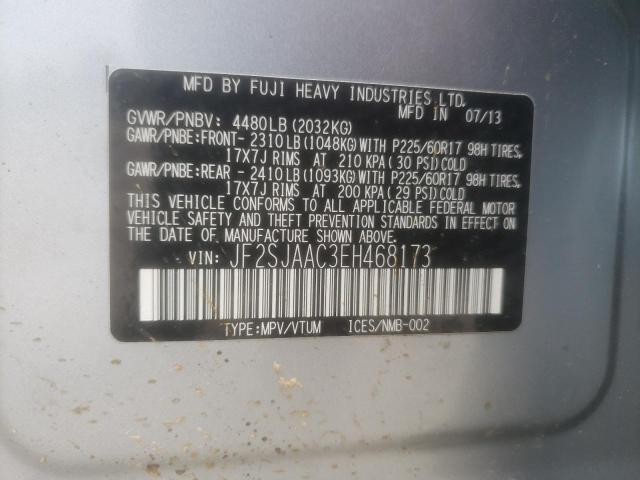 MFD BY FUJI HEAVY INDUSTRIES LTD.
MFD IN 07/13
GVWR/PNBV: 4480LB (2032KG)
GAWR/PNBE:FRONT- 2310LB(1048KG)WITH P225/60R17 98H TIRES,
17X7J RIMS AT 210 KPA(30 PSI)COLD
GAWR/PNBE:REAR - 2410LB(1093KG)WITH P225/60R17 98H TIRES,
17X7J RIMS AT 200 KPA(29 PSI)COLD
THIS VEHICLE CONFORMS TO ALL APPLICABLE FEDERAL MOTOR
VEHICLE SAFETY AND THEFT PREVENTION STANDARDS IN EFFECT
ON THE DATE OF MANUFACTURE SHOWN ABOVE.
VIN: JF2SJAAC3EH468173
TYPE:MPV/VTUM ICES/NMB-002